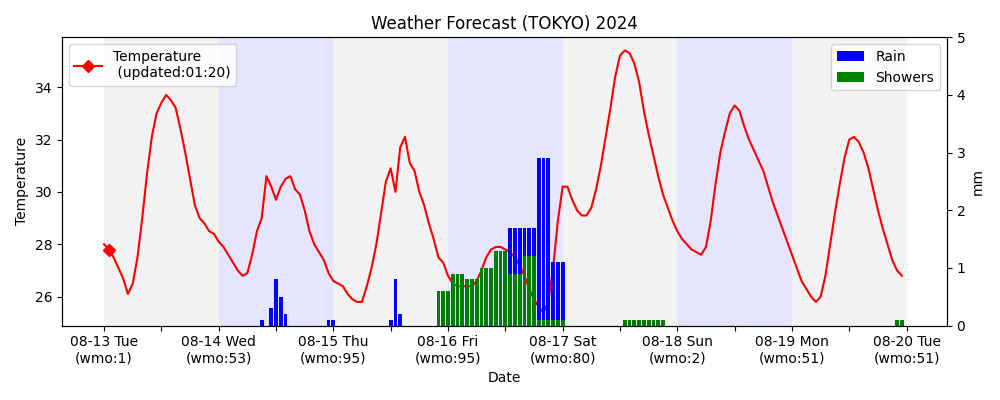 Weather Forecast (TOKYO) 2024
Temperature
(updated:01:20)
Rain
Showers
34
32
30
28
26
5
4
3
2
1
0
Temperature
mm
08-13 Tue
(wmo:1)
08-14 Wed
(wmo:53)
08-15 Thu
(wmo:95)
08-16 Fri
(wmo:95)
08-17 Sat
(wmo:80)
08-18 Sun
(wmo:2)
08-19 Mon
(wmo:51)
08-20 Tue
(wmo:51)
Date